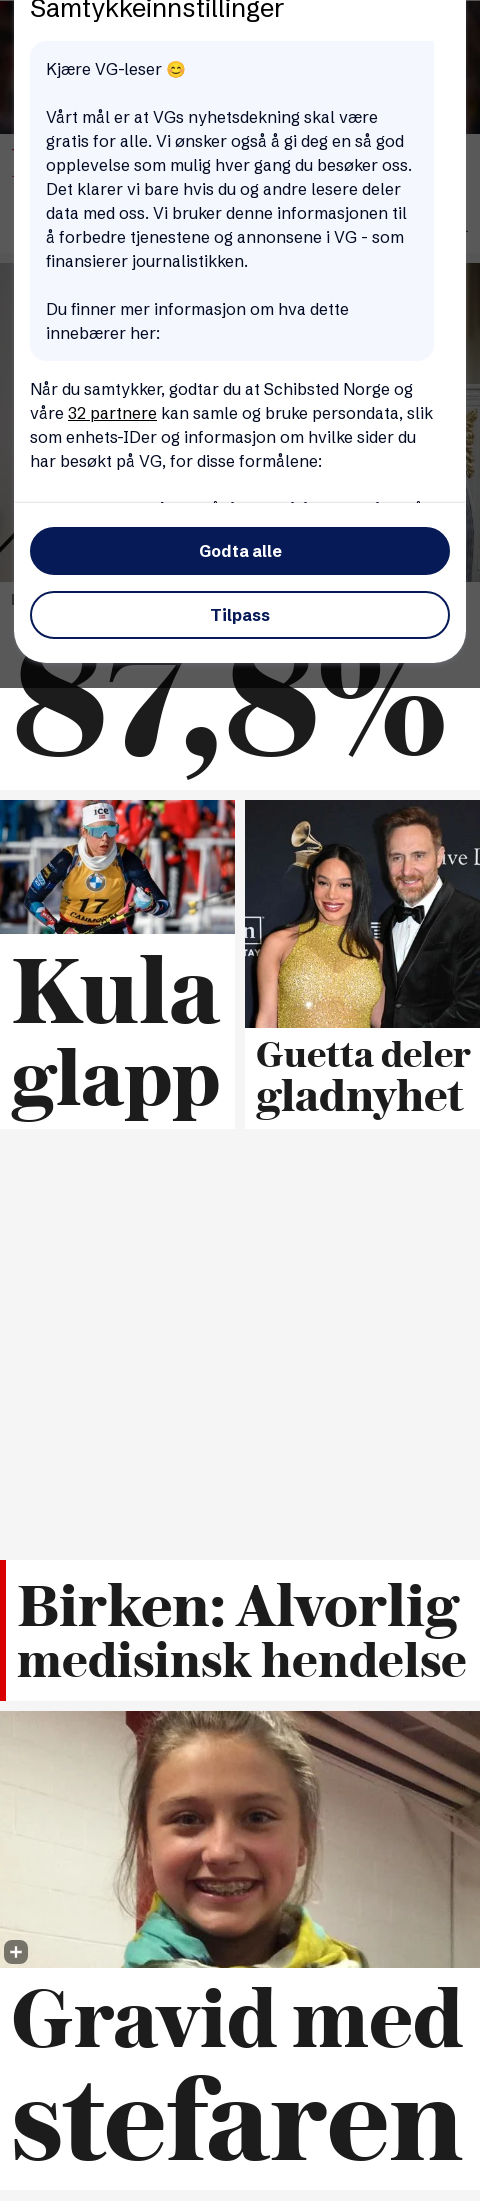 Samtykkeinnstillinger
Kjære VG-leser 😊
Vårt mål er at VGs nyhetsdekning skal være
gratis for alle. Vi ønsker også å gi deg en så god
opplevelse som mulig hver gang du besøker oss.
Det klarer vi bare hvis du og andre lesere deler
data med oss. Vi bruker denne informasjonen til
å forbedre tjenestene og annonsene i VG - som
finansierer journalistikken.
Du finner mer informasjon om hva dette
innebærer her:
Når du samtykker, godtar du at Schibsted Norge og
våre 32 partnere kan samle og bruke persondata, slik
som enhets-IDer og informasjon om hvilke sider du
har besøkt på VG, for disse formålene:
Godta alle
Tilpass
87,8%
ICE
17
CANMORE
Kula
glapp
ive D
Guetta deler
gladnyhet
Birken: Alvorlig
medisinsk hendelse
Gravid med
stefaren